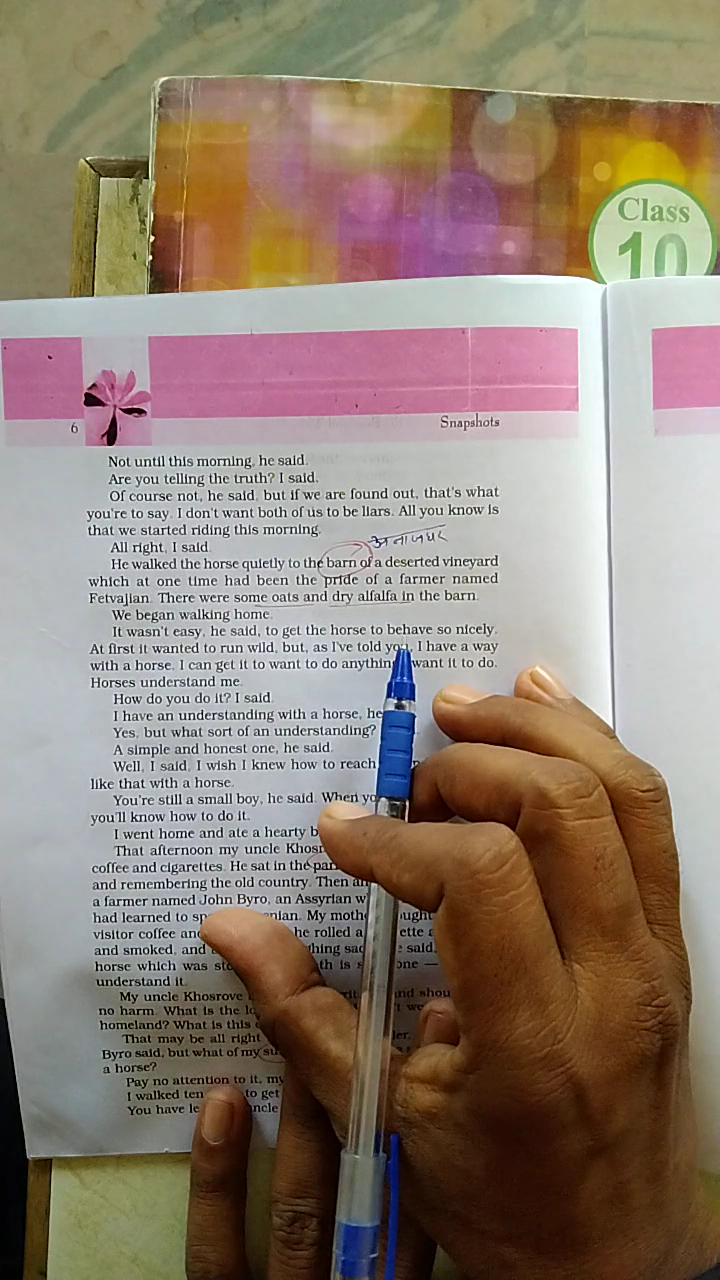 Class
10
6
Snapshots
Not until this morning, he said.
Are you telling the truth? I said.
Of course not, he said, but if we are found out, that's what
you're to say. I don't want both of us to be liars. All you know is
that we started riding this morning.
अनाजघर
All right, I said.
He walked the horse quietly to the barn of a deserted vineyard
which at one time had been the pride of a farmer named
Fetvajian. There were some oats and dry alfalfa in the barn.
We began walking home.
It wasn't easy, he said, to get the horse to behave so nicely.
At first it wanted to run wild, but, as I've told you, I have a way
with a horse. I can get it to want to do anything want it to do.
Horses understand me.
How do you do it? I said.
I have an understanding with a horse, he
Yes, but what sort of an understanding?
A simple and honest one, he said.
Well, I said, I wish I knew how to reach
like that with a horse.
You're still a small boy, he said. When
you'll know how to do it.
I went home and ate a hearty
That afternoon my uncle
coffee and cigarettes. He sat in the
and remembering the old country. Then
a farmer named John Byro, an Assyrian
had learned to My
visitor coffee he rolled a
and smoked, and said,
horse which was is
understand it.
My uncle Khosrove
no harm. What is the
homeland? What is this
That may be all right
Byro said, but what of my
a horse?
Pay no attention to it,
I walked ten to get
You have